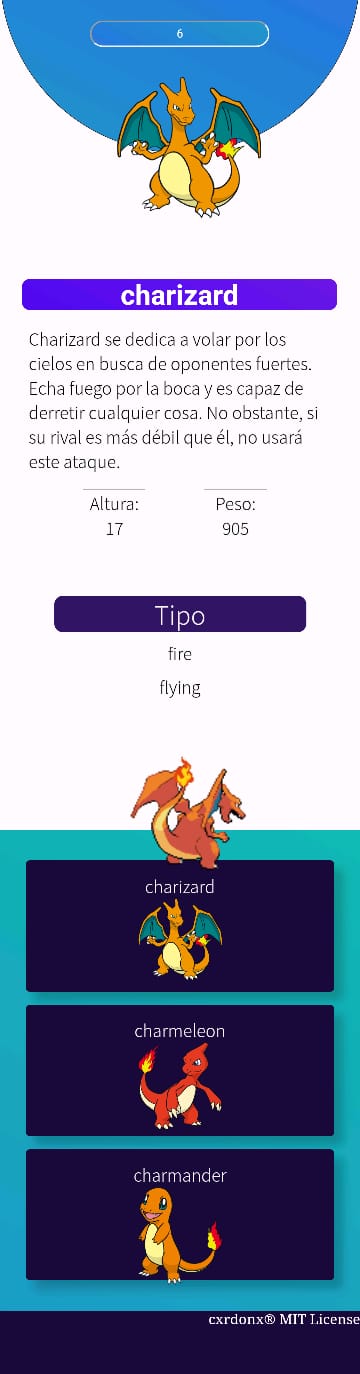 6
charizard
Charizard se dedica a volar por los
cielos en busca de oponentes fuertes.
Echa fuego por la boca y es capaz de
derretir cualquier cosa. No obstante, si
su rival es más débil que él, no usará
este ataque.
Altura: Peso:
17 905
Tipo
fire
flying
charizard
charmeleon
charmander
cxrdonx® MIT License